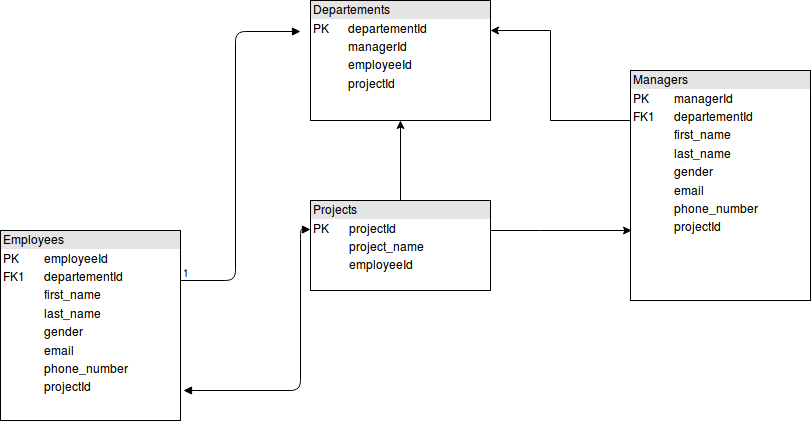 Departements
PK departementId
managerId
employeeId
projectId
Managers
PK managerId
FK1 departementId
first_name
last_name
gender
email
phone_number
projectId
Projects
PK projectId
project_name
employeeId
Employees
PK employeeId
FK1 departementId
first_name
last_name
gender
email
phone_number
projectId
1